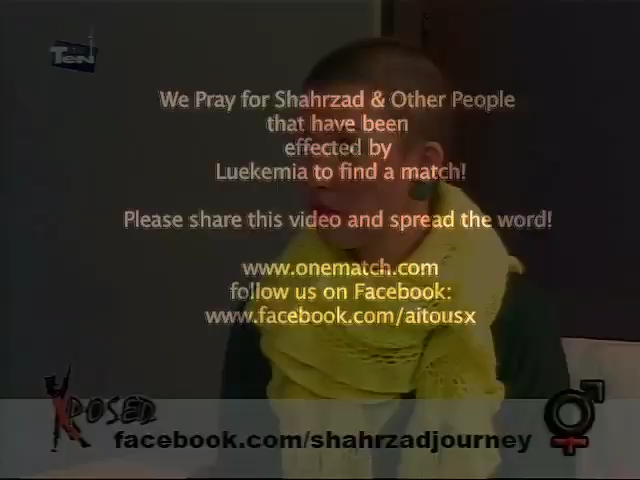 TEN
We Pray for Shahrzad & Other People
that have been
effected by
Luekemia to find a match!
Please share this video and spread the word!
www.onematch.com
follow us on Facebook:
www.facebook.com/aitousx
XPOSED
facebook.com/shahrzadjourney